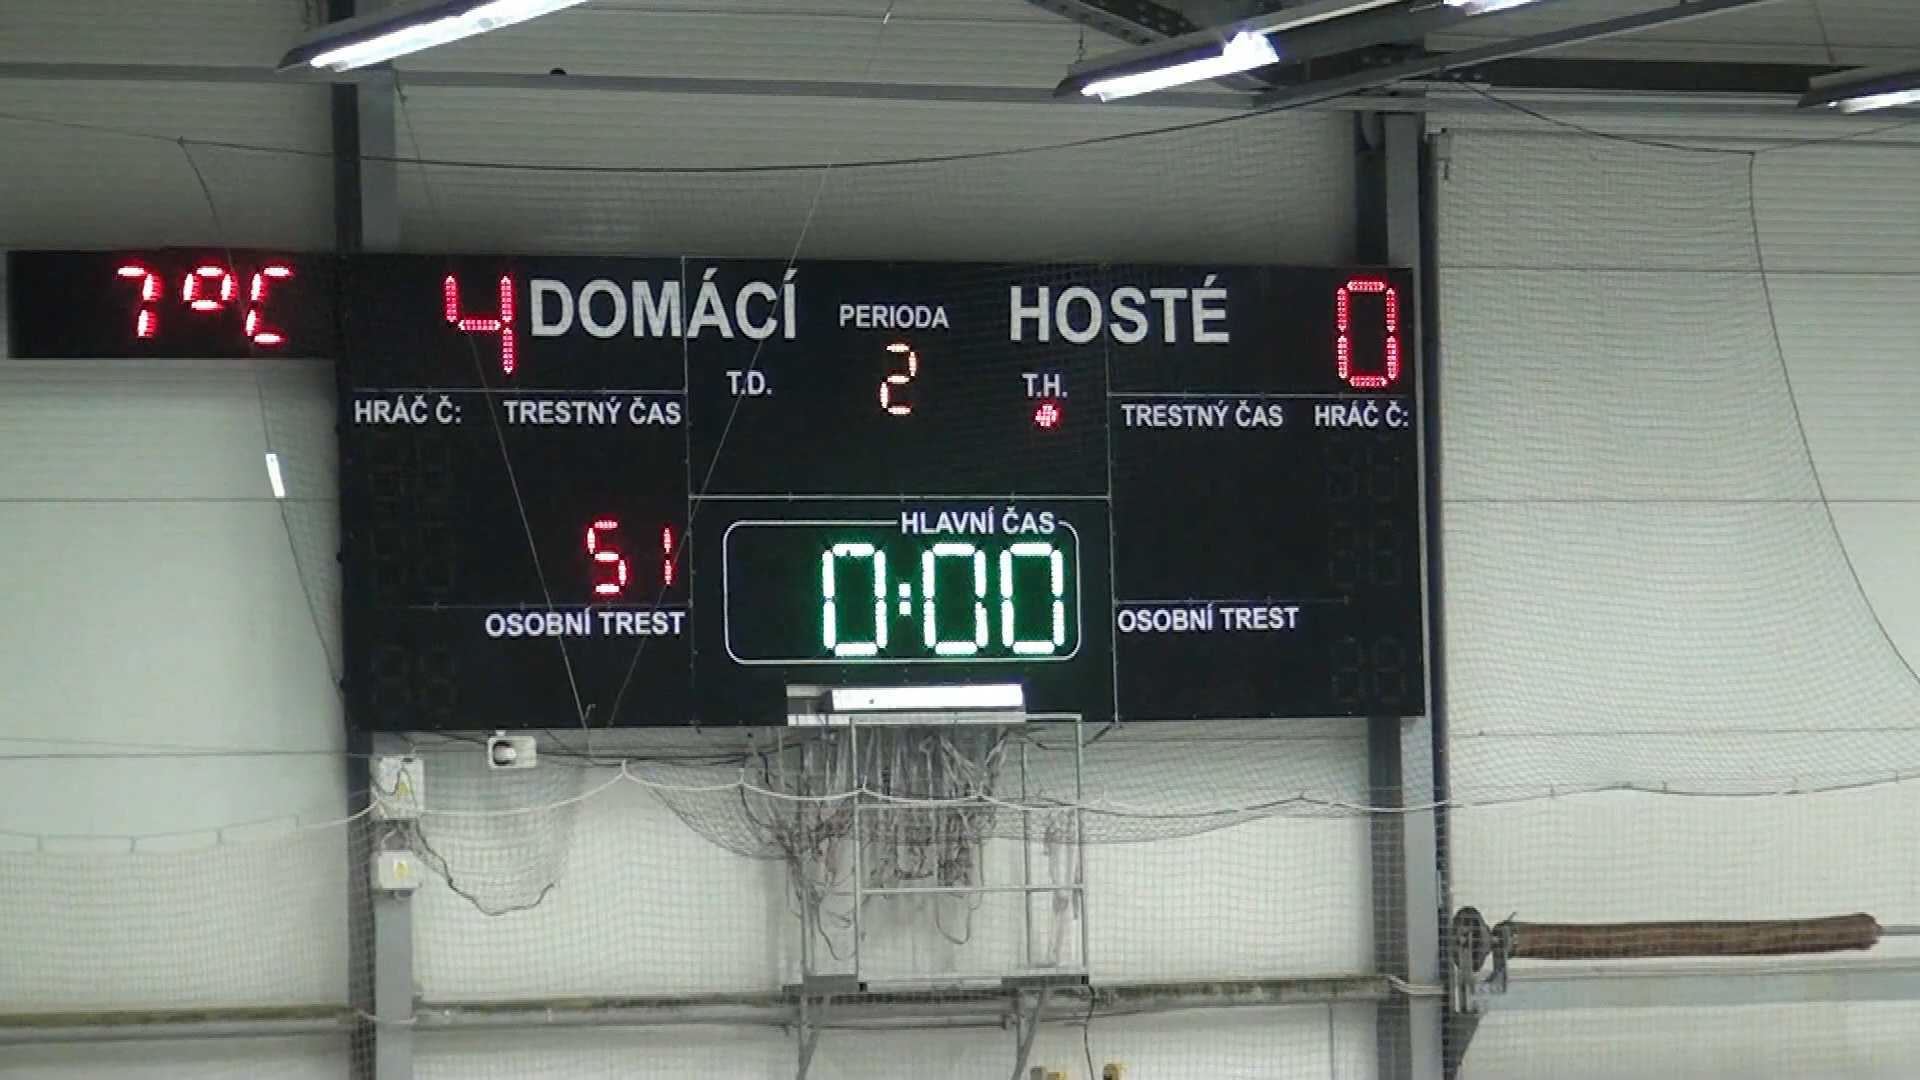 7°C 4 DOMÁCÍ PERIODA HOSTÉ 0
T.D. 2 T.H.
HRÁČ Č: TRESTNÝ ČAS TRESTNÝ ČAS HRÁČ Č:
HLAVNÍ ČAS
51 0:00
OSOBNÍ TREST OSOBNÍ TREST